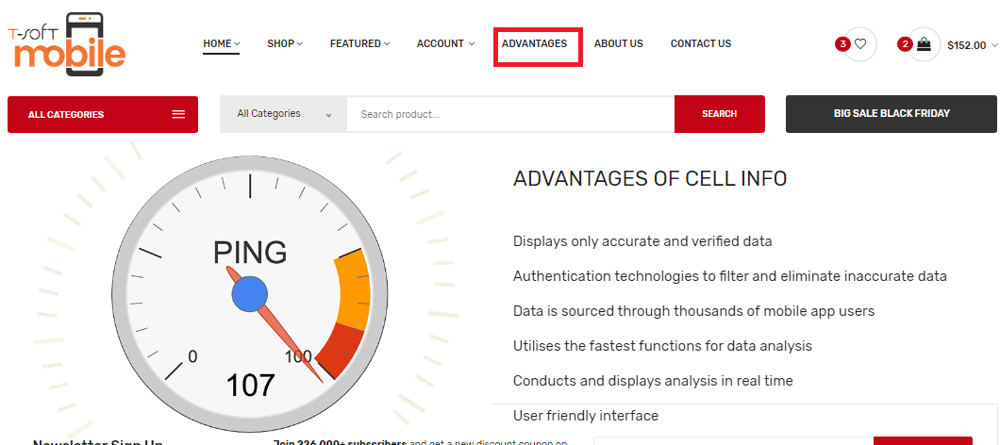 T-SOFT
mobile
HOME
SHOP
FEATURED
ACCOUNT
ADVANTAGES
ABOUT US
CONTACT US
3
2
$152.00
ALL CATEGORIES
All Categories
Search product...
SEARCH
BIG SALE BLACK FRIDAY
PING
0
100
107
ADVANTAGES OF CELL INFO
Displays only accurate and verified data
Authentication technologies to filter and eliminate inaccurate data
Data is sourced through thousands of mobile app users
Utilises the fastest functions for data analysis
Conducts and displays analysis in real time
User friendly interface
Newsletter Sign Up
Join 226,000+ subscribers and get a new discount coupon on